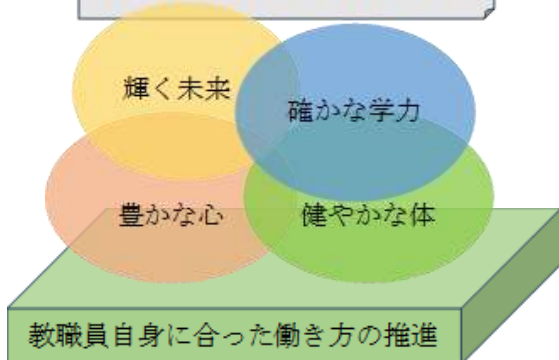 輝く未来
確かな学力
豊かな心
健やかな体
教職員自身に合った働き方の推進